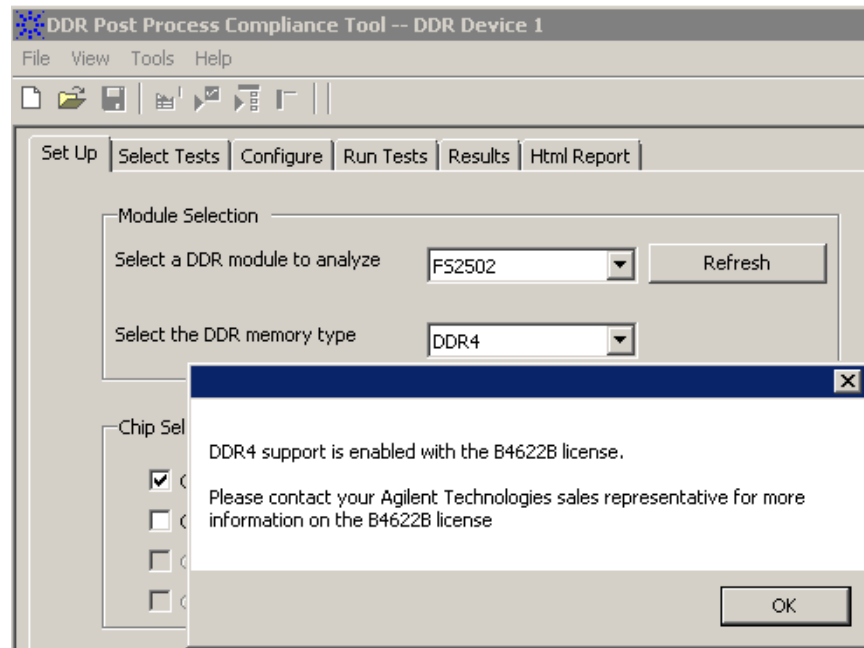 DDR Post Process Compliance Tool -- DDR Device 1
File View Tools Help
Set Up Select Tests Configure Run Tests Results Html Report
Module Selection
Select a DDR module to analyze FS2502 Refresh
Select the DDR memory type DDR4
Chip Sel
DDR4 support is enabled with the B4622B license.
Please contact your Agilent Technologies sales representative for more
information on the B4622B license
OK